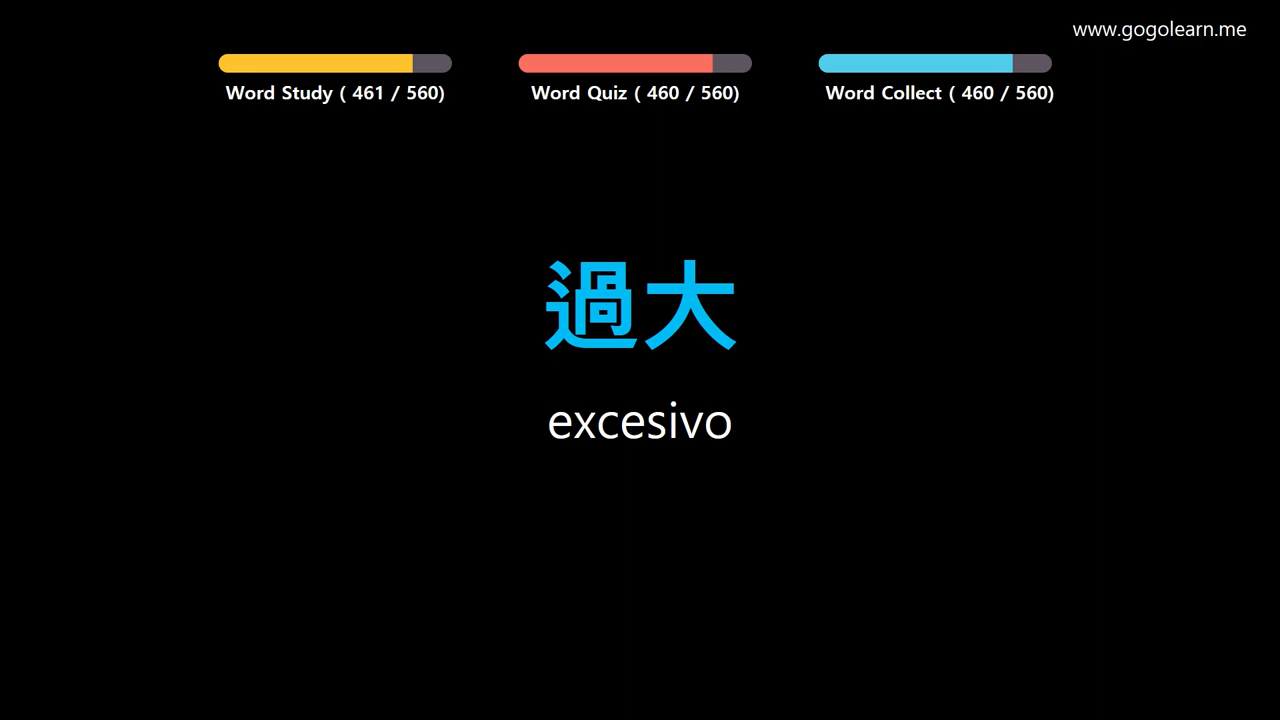 www.gogolearn.me
Word Study ( 461 / 560)
Word Quiz ( 460 / 560)
Word Collect ( 460 / 560)
過大
excesivo